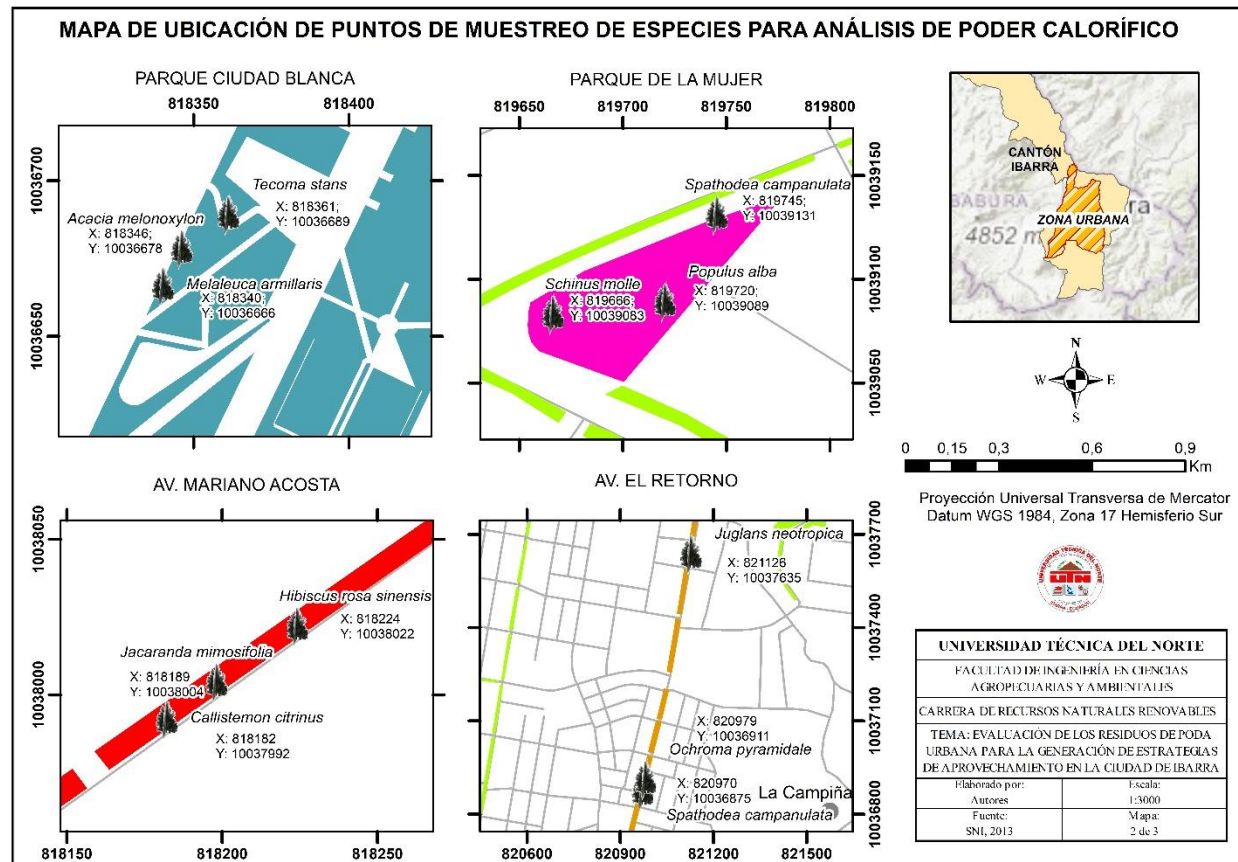 MAPA DE UBICACIÓN DE PUNTOS DE MUESTREO DE ESPECIES PARA ANÁLISIS DE PODER CALORÍFICO
PARQUE CIUDAD BLANCA
818350 818400
10036700
10036650
Tecoma stans
X: 818361;
Y: 10036689
Acacia melonoxylon
X: 818346;
Y: 10036678
Melaleuca armillaris
X: 818340;
Y: 10036666
PARQUE DE LA MUJER
819650 819700 819750 819800
10039150
10039100
10039050
Spathodea campanulata
X: 819745;
Y: 10039131
Populus alba
X: 819720;
Y: 10039089
Schinus molle
X: 819666;
Y: 10039083
CANTÓN
IBARRA
ZONA URBANA
4852 m
N
W E
S
0 0,15 0,3 0,6 0,9
Km
Proyección Universal Transversa de Mercator
Datum WGS 1984, Zona 17 Hemisferio Sur
AV. MARIANO ACOSTA
10038050
10038000
Hibiscus rosa sinensis
X: 818224
Y: 10038022
Jacaranda mimosifolia
X: 818189
Y: 10038004
Callistemon citrinus
X: 818182
Y: 10037992
818150 818200 818250
AV. EL RETORNO
10037700
10037400
10037100
10036800
Juglans neotropica
X: 821126
Y: 10037635
X: 820979
Y: 10036911
Ochroma pyramidale
X: 820970
Y: 10036875
Spathodea campanulata
La Campiña
820600 820900 821200 821500
UTN
UNIVERSIDAD TÉCNICA DEL NORTE
FACULTAD DE INGENIERÍA EN CIENCIAS
AGROPECUARIAS Y AMBIENTALES
CARRERA DE RECURSOS NATURALES RENOVABLES
TEMA: EVALUACIÓN DE LOS RESIDUOS DE PODA
URBANA PARA LA GENERACIÓN DE ESTRATEGIAS
DE APROVECHAMIENTO EN LA CIUDAD DE IBARRA
Elaborado por: Escala:
Autores 1:3000
Fuente: Mapa:
SNI, 2013 2 de 3